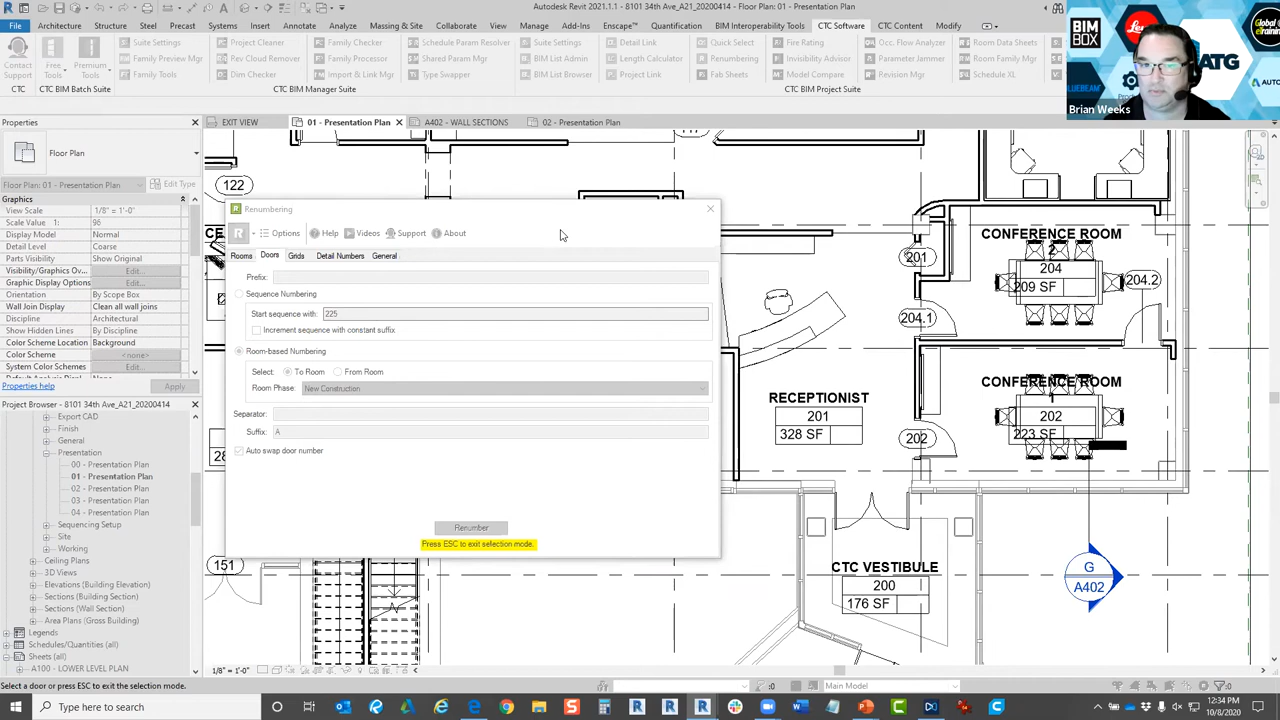 Autodesk Revit 2021.1.1 - 8101 34th Ave_A21_20200414 - Floor Plan: 01 - Presentation Plan
File Architecture Structure Steel Precast Systems Insert Annotate Analyze Massing & Site Collaborate View Manage Add-Ins Enscape™ Quantification BIM Interoperability Tools CTC Software CTC Content Modify
Suite Settings Project Cleaner Suite Settings Detail Link Quick Select Fire Rating Occ. Flow Analyzer Room Data Sheets
Family Preview Mgr Rev Cloud Remover Length Calculator Renumbering Invisibility Advisor Parameter Jammer Room Family Mgr
Contact Support Free Tools Premium Tools Family Tools Dim Checker Type Swapper Project Link Fab Sheets Model Compare Revision Mgr Schedule XL
CTC CTC BIM Batch Suite CTC BIM Manager Suite CTC BIM Project Suite
BIM BOX
Leica
Global eTraining
ATG
BLUEBEAM
Brian Weeks
Properties
EXIT VIEW 01 - Presentation Plan A402 - WALL SECTIONS 02 - Presentation Plan
Floor Plan
Floor Plan: 01 - Presentation Plan Edit Type
Graphics
View Scale 1/8" = 1'-0"
Scale Value 1: 96
Display Model Normal
Detail Level Coarse
Parts Visibility Show Original
Visibility/Graphics Ov... Edit...
Graphic Display Options Edit...
Orientation By Scope Box
Wall Join Display Clean all wall joins
Discipline Architectural
Show Hidden Lines By Discipline
Color Scheme Location Background
Color Scheme <none>
System Color Schemes Edit...
Properties help Apply
Project Browser - 8101 34th Ave_A21_20200414
Export CAD
Finish
General
Presentation
00 - Presentation Plan
01 - Presentation Plan
02 - Presentation Plan
03 - Presentation Plan
04 - Presentation Plan
Sequencing Setup
Site
Working
Ceiling Plans
3D Views
Elevations (Building Elevation)
Sections (Building Section)
Sections (Wall Section)
Area Plans (Gross Building)
Legends
Schedules/Quantities (all)
Sheets (all)
A100 - LOWER LEVEL PLAN
Renumbering
R Options Help Videos Support About
Rooms Doors Grids Detail Numbers General
Prefix:
Sequence Numbering
Start sequence with: 225
Increment sequence with constant suffix
Room-based Numbering
Select: To Room From Room
Room Phase: New Construction
Separator:
Suffix: A
Auto swap door number
Renumber
Press ESC to exit selection mode.
122
151
201
204.1
202
204.2
CONFERENCE ROOM
2
204
209 SF
CONFERENCE ROOM
1
202
223 SF
RECEPTIONIST
201
328 SF
CTC VESTIBULE
200
176 SF
G
A402
1/8" = 1'-0"
Select a door or press ESC to exit the selection mode. :0 Main Model :0
Type here to search
12:34 PM
10/8/2020